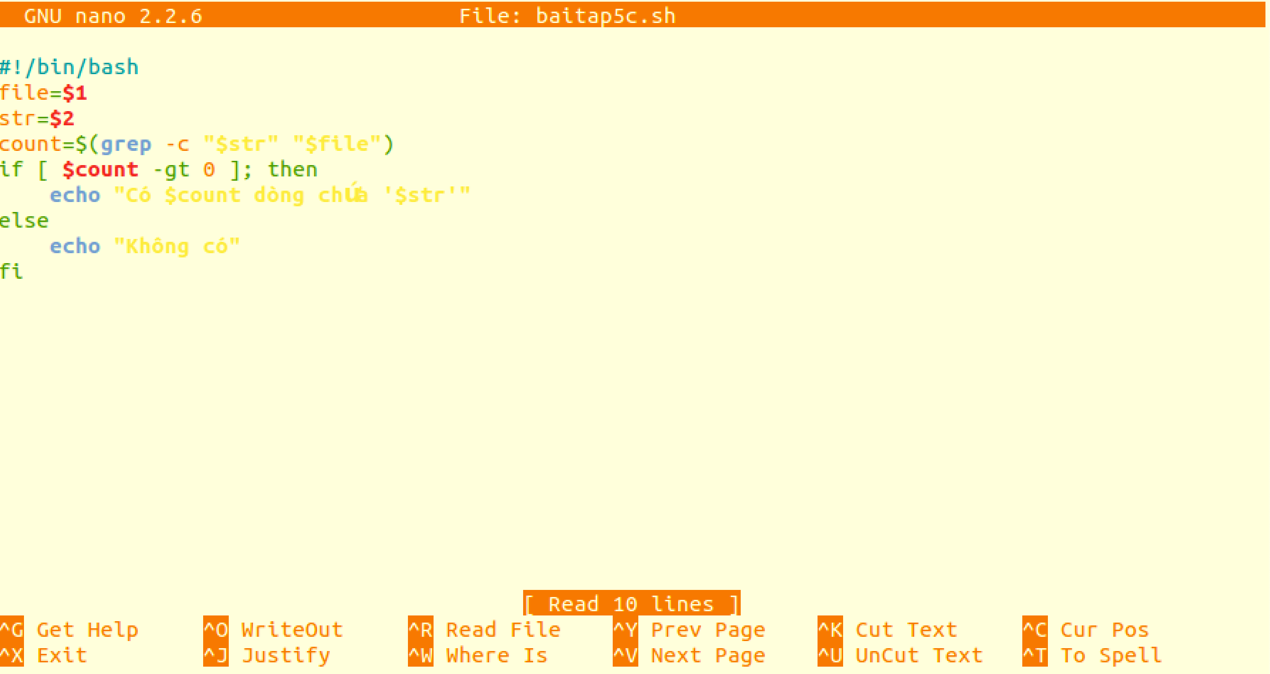 GNU nano 2.2.6 File: baitap5c.sh
#!/bin/bash
file=$1
str=$2
count=$(grep -c "$str" "$file")
if [ $count -gt 0 ]; then
    echo "Có $count dòng chứa '$str'"
else
    echo "Không có"
fi
[ Read 10 lines ]
^G Get Help ^O WriteOut ^R Read File ^Y Prev Page ^K Cut Text ^C Cur Pos
^X Exit ^J Justify ^W Where Is ^V Next Page ^U UnCut Text ^T To Spell